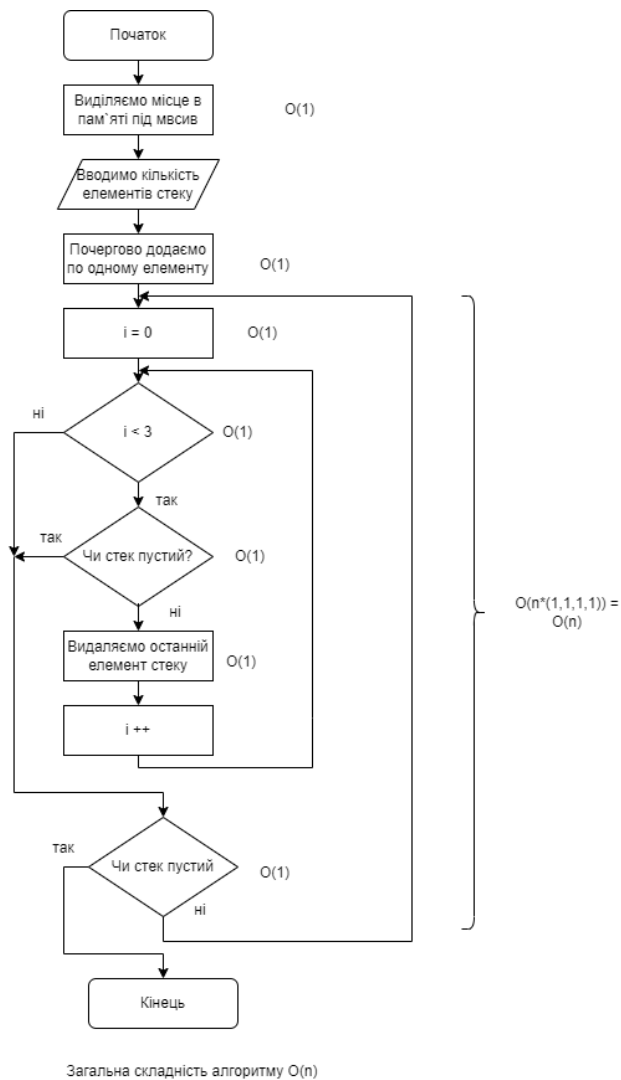 Початок
Виділяємо місце в
пам`яті під мвсив
O(1)
Вводимо кількість
елементів стеку
Почергово додаємо
по одному елементу
O(1)
i = 0
O(1)
ні
i < 3
O(1)
так
так
Чи стек пустий?
O(1)
ні
O(n*(1,1,1,1)) =
O(n)
Видаляємо останній
елемент стеку
O(1)
i ++
так
Чи стек пустий
O(1)
ні
Кінець
Загальна складність алгоритму O(n)